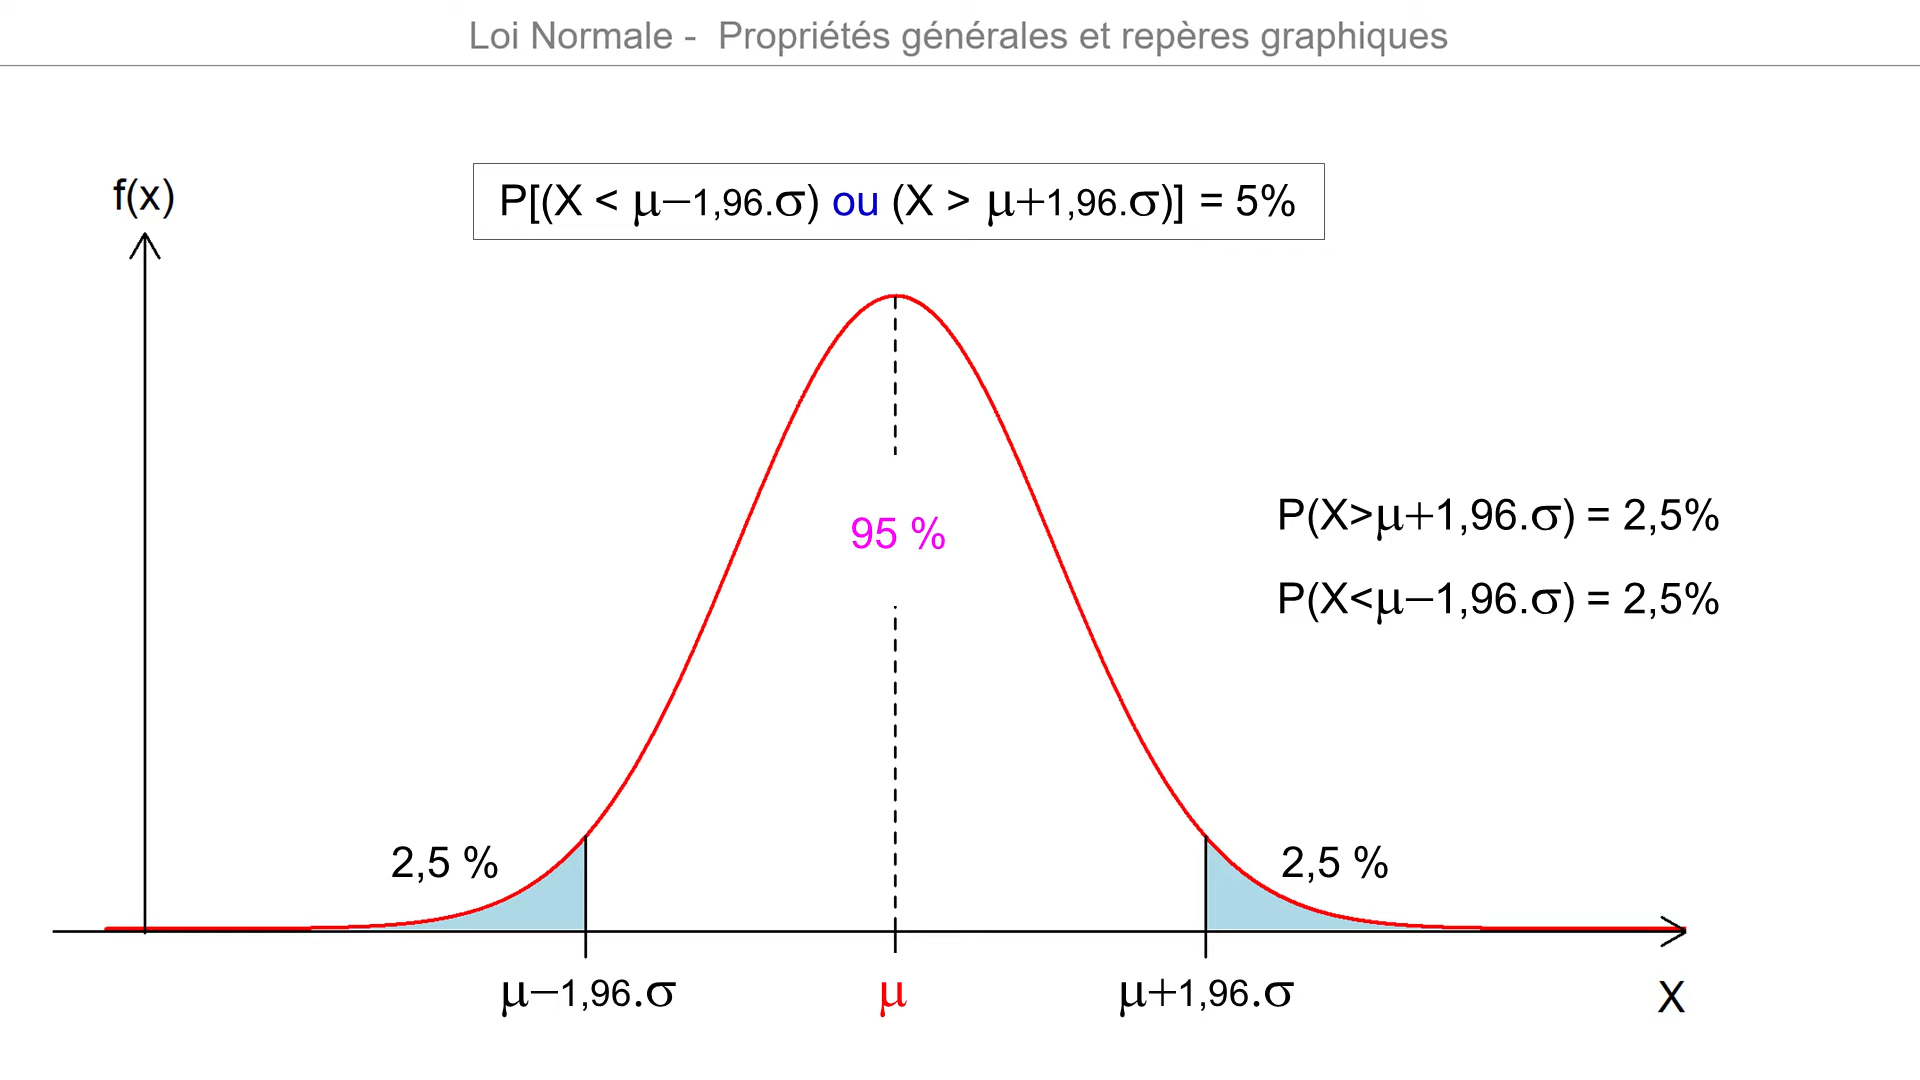 Loi Normale - Propriétés générales et repères graphiques
f(x)
P[(X < μ−1,96.σ) ou (X > μ+1,96.σ)] = 5%
95 %
P(X>μ+1,96.σ) = 2,5%
P(X<μ−1,96.σ) = 2,5%
2,5 %
2,5 %
μ−1,96.σ
μ
μ+1,96.σ
X